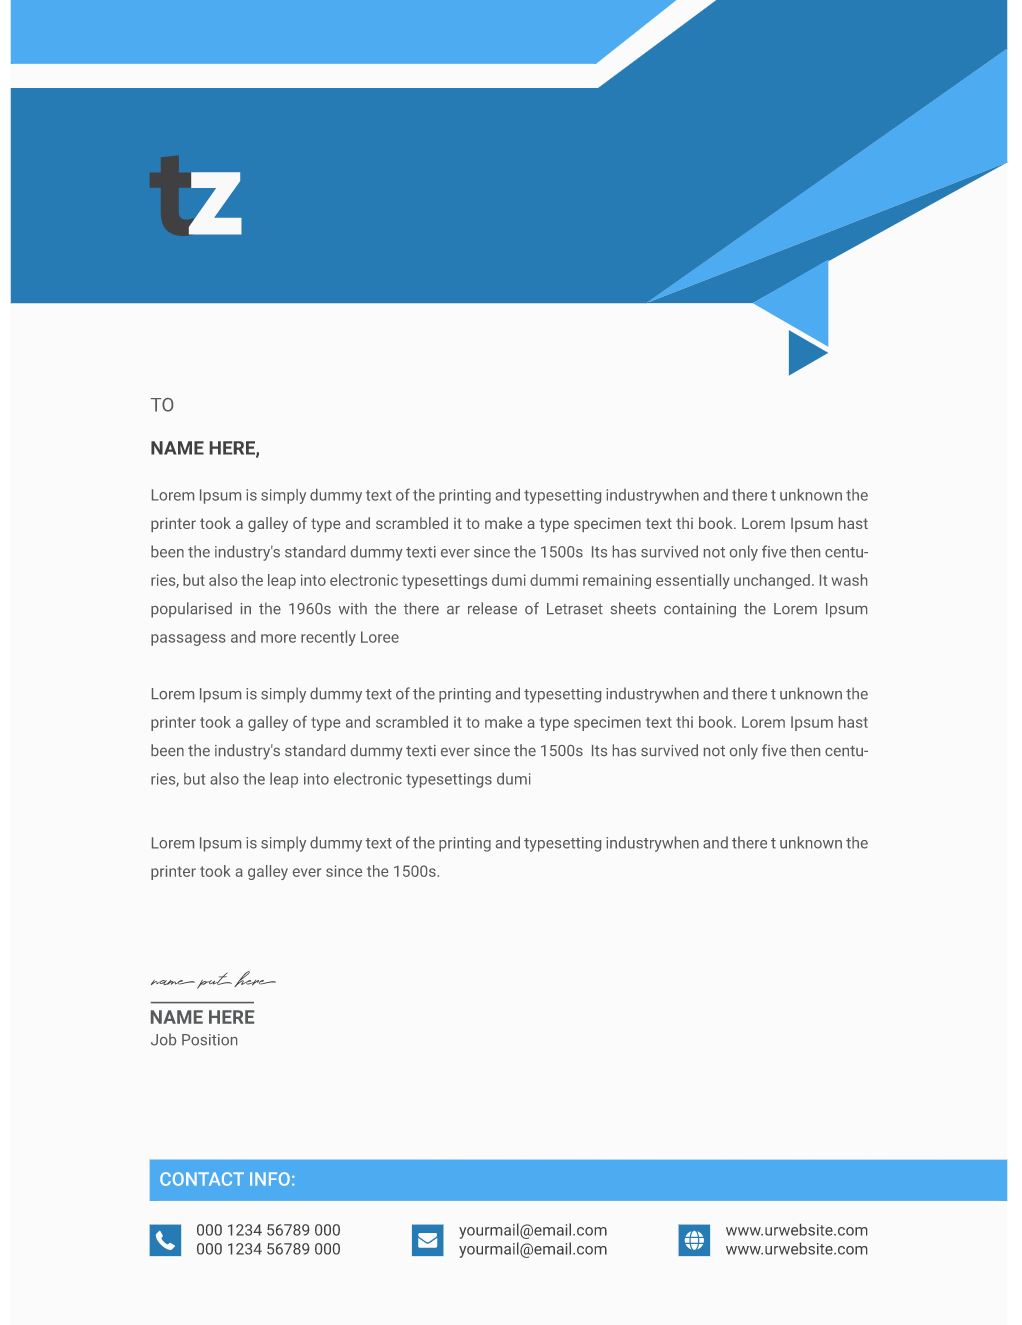 tz
TO
NAME HERE,
Lorem Ipsum is simply dummy text of the printing and typesetting industrywhen and there t unknown the
printer took a galley of type and scrambled it to make a type specimen text thi book. Lorem Ipsum hast
been the industry's standard dummy texti ever since the 1500s Its has survived not only five then centu-
ries, but also the leap into electronic typesettings dumi dummi remaining essentially unchanged. It wash
popularised in the 1960s with the there ar release of Letraset sheets containing the Lorem Ipsum
passagess and more recently Loree
Lorem Ipsum is simply dummy text of the printing and typesetting industrywhen and there t unknown the
printer took a galley of type and scrambled it to make a type specimen text thi book. Lorem Ipsum hast
been the industry's standard dummy texti ever since the 1500s Its has survived not only five then centu-
ries, but also the leap into electronic typesettings dumi
Lorem Ipsum is simply dummy text of the printing and typesetting industrywhen and there t unknown the
printer took a galley ever since the 1500s.
name put here
NAME HERE
Job Position
CONTACT INFO:
000 1234 56789 000
000 1234 56789 000
yourmail@email.com
yourmail@email.com
www.urwebsite.com
www.urwebsite.com